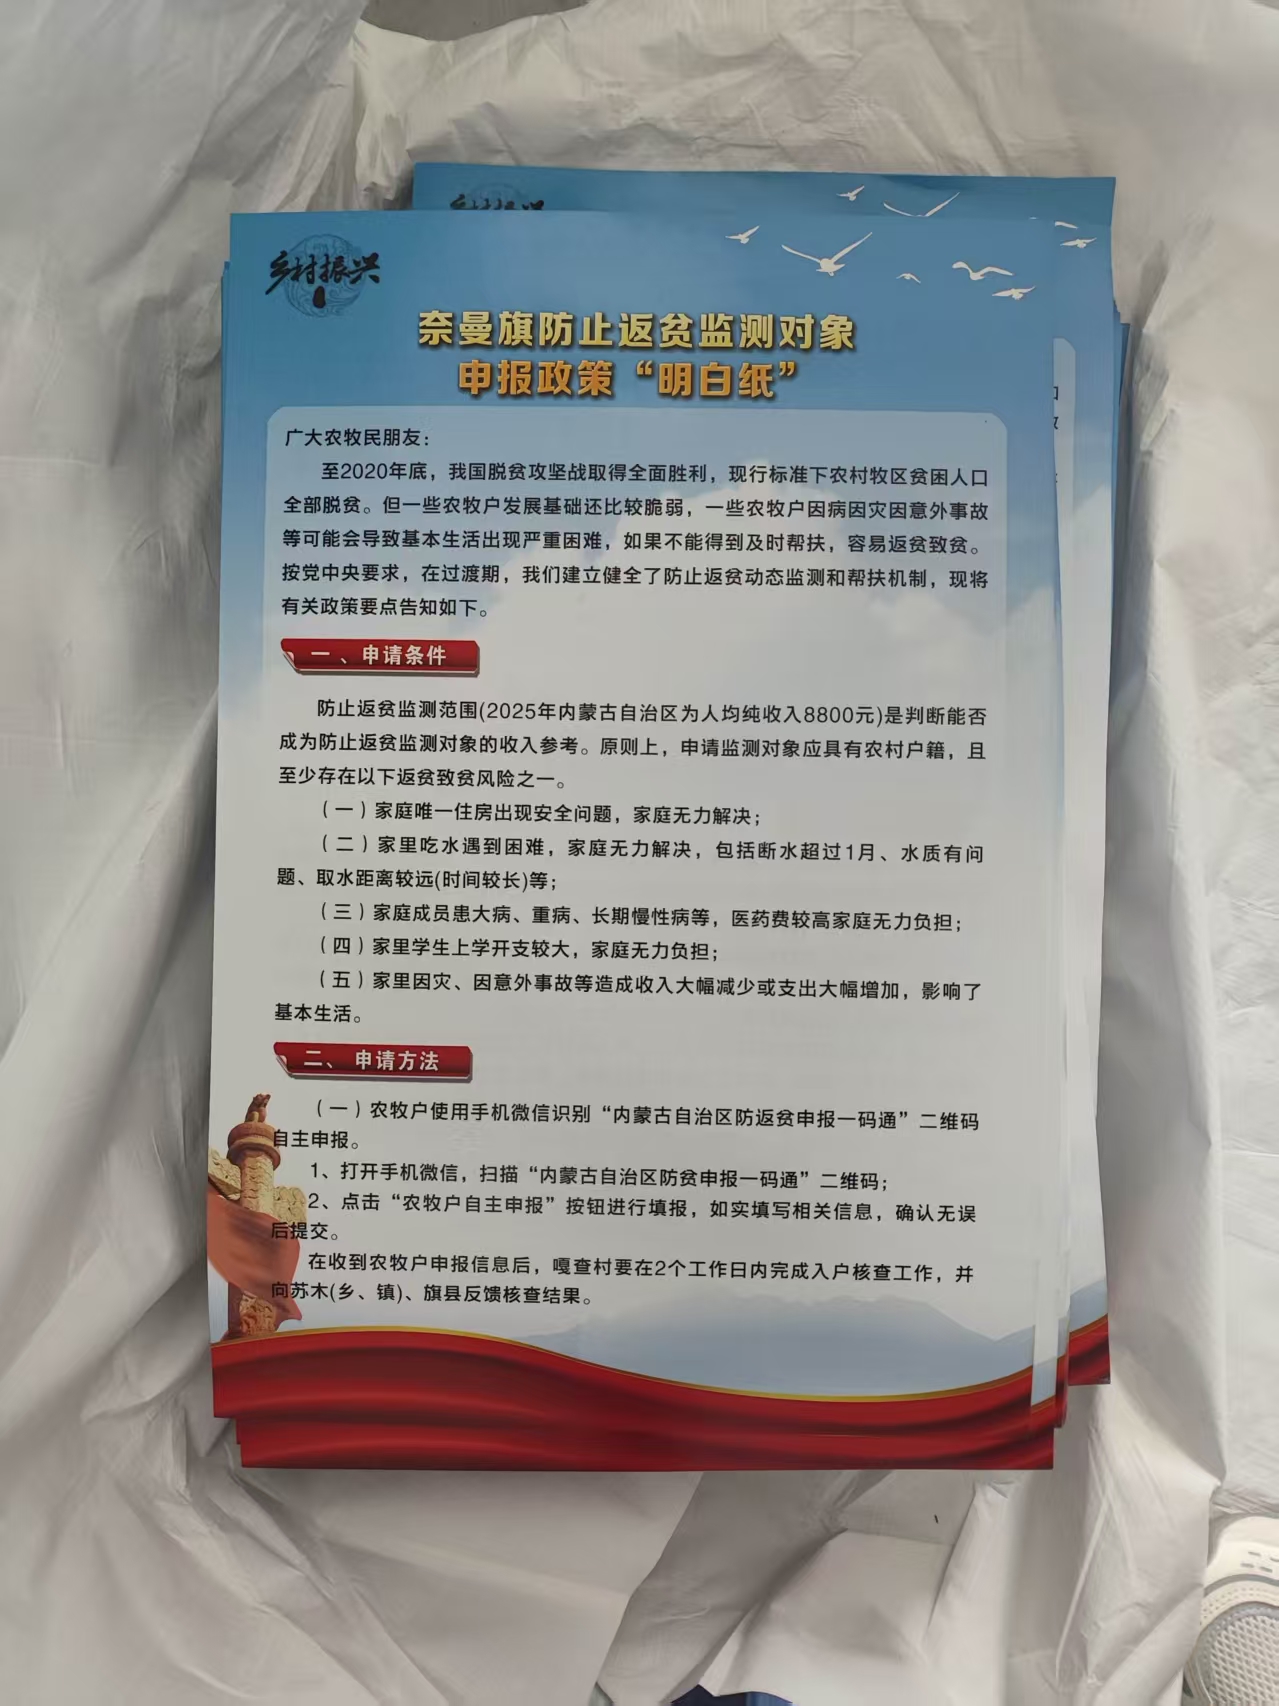 乡村振兴
乡村振兴
奈曼旗防止返贫监测对象
申报政策“明白纸”
广大农牧民朋友：
至2020年底，我国脱贫攻坚战取得全面胜利，现行标准下农村牧区贫困人口
全部脱贫。但一些农牧户发展基础还比较脆弱，一些农牧户因病因灾因意外事故
等可能会导致基本生活出现严重困难，如果不能得到及时帮扶，容易返贫致贫。
按党中央要求，在过渡期，我们建立健全了防止返贫动态监测和帮扶机制，现将
有关政策要点告知如下。
一、申请条件
防止返贫监测范围(2025年内蒙古自治区为人均纯收入8800元)是判断能否
成为防止返贫监测对象的收入参考。原则上，申请监测对象应具有农村户籍，且
至少存在以下返贫致贫风险之一。
（一）家庭唯一住房出现安全问题，家庭无力解决；
（二）家里吃水遇到困难，家庭无力解决，包括断水超过1月、水质有问
题、取水距离较远(时间较长)等；
（三）家庭成员患大病、重病、长期慢性病等，医药费较高家庭无力负担；
（四）家里学生上学开支较大，家庭无力负担；
（五）家里因灾、因意外事故等造成收入大幅减少或支出大幅增加，影响了
基本生活。
二、申请方法
（一）农牧户使用手机微信识别“内蒙古自治区防返贫申报一码通”二维码
自主申报。
1、打开手机微信，扫描“内蒙古自治区防贫申报一码通”二维码；
2、点击“农牧户自主申报”按钮进行填报，如实填写相关信息，确认无误
后提交。
在收到农牧户申报信息后，嘎查村要在2个工作日内完成入户核查工作，并
向苏木(乡、镇)、旗县反馈核查结果。